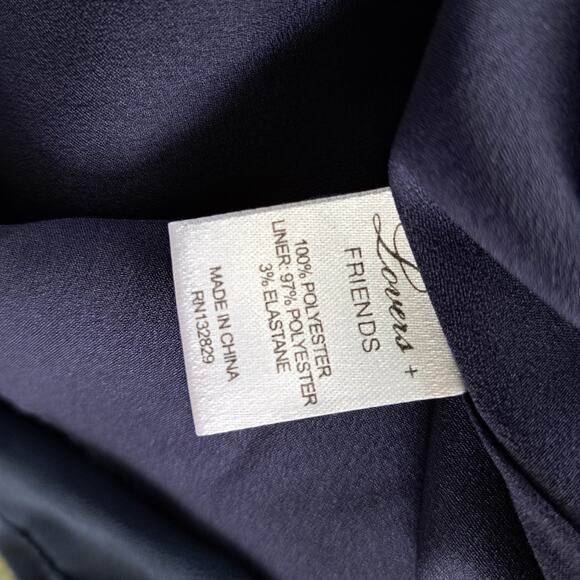 Lovers +
FRIENDS
100% POLYESTER
LINER: 97% POLYESTER
3% ELASTANE
MADE IN CHINA
RN132829